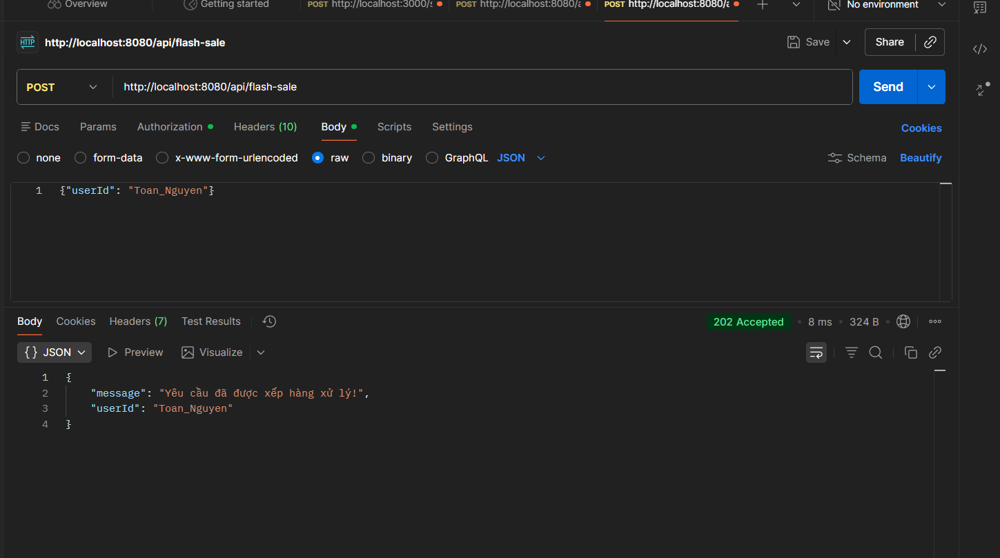 Overview
Getting started
POST http://localhost:3000/s
POST http://localhost:8080/a
POST http://localhost:8080/a
No environment
HTTP http://localhost:8080/api/flash-sale
Save
Share
POST
http://localhost:8080/api/flash-sale
Send
Docs
Params
Authorization
Headers (10)
Body
Scripts
Settings
Cookies
none
form-data
x-www-form-urlencoded
raw
binary
GraphQL
JSON
Schema
Beautify
1 {"userId": "Toan_Nguyen"}
Body
Cookies
Headers (7)
Test Results
202 Accepted
8 ms
324 B
{} JSON
Preview
Visualize
1 {
2 "message": "Yêu cầu đã được xếp hàng xử lý!",
3 "userId": "Toan_Nguyen"
4 }